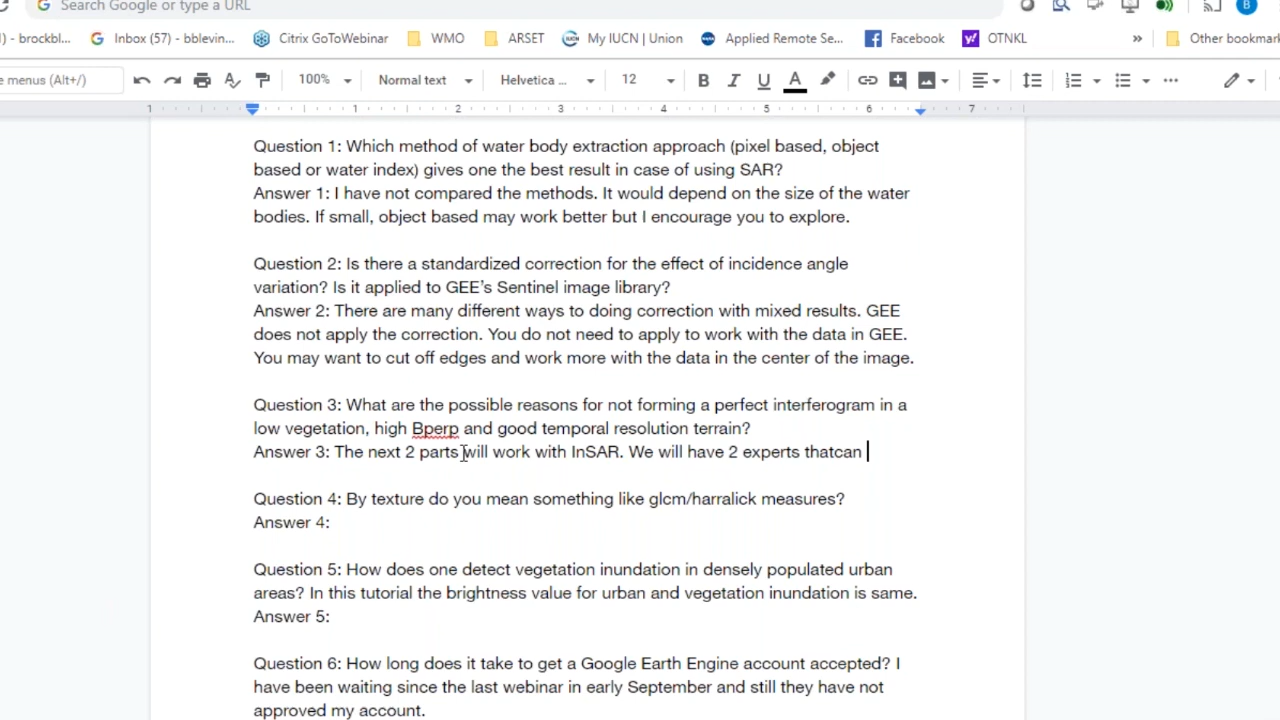 Search Google or type a URL
) - brockbl...
Inbox (57) - bblevin...
Citrix GoToWebinar
WMO
ARSET
My IUCN | Union
Applied Remote Se...
Facebook
OTNKL
»
Other bookmark
B
e menus (Alt+/)
100%
Normal text
Helvetica ...
12
B I U A
1 1 2 3 4 5 6 7
Question 1: Which method of water body extraction approach (pixel based, object
based or water index) gives one the best result in case of using SAR?
Answer 1: I have not compared the methods. It would depend on the size of the water
bodies. If small, object based may work better but I encourage you to explore.
Question 2: Is there a standardized correction for the effect of incidence angle
variation? Is it applied to GEE’s Sentinel image library?
Answer 2: There are many different ways to doing correction with mixed results. GEE
does not apply the correction. You do not need to apply to work with the data in GEE.
You may want to cut off edges and work more with the data in the center of the image.
Question 3: What are the possible reasons for not forming a perfect interferogram in a
low vegetation, high Bperp and good temporal resolution terrain?
Answer 3: The next 2 parts will work with InSAR. We will have 2 experts thatcan
Question 4: By texture do you mean something like glcm/harralick measures?
Answer 4:
Question 5: How does one detect vegetation inundation in densely populated urban
areas? In this tutorial the brightness value for urban and vegetation inundation is same.
Answer 5:
Question 6: How long does it take to get a Google Earth Engine account accepted? I
have been waiting since the last webinar in early September and still they have not
approved my account.